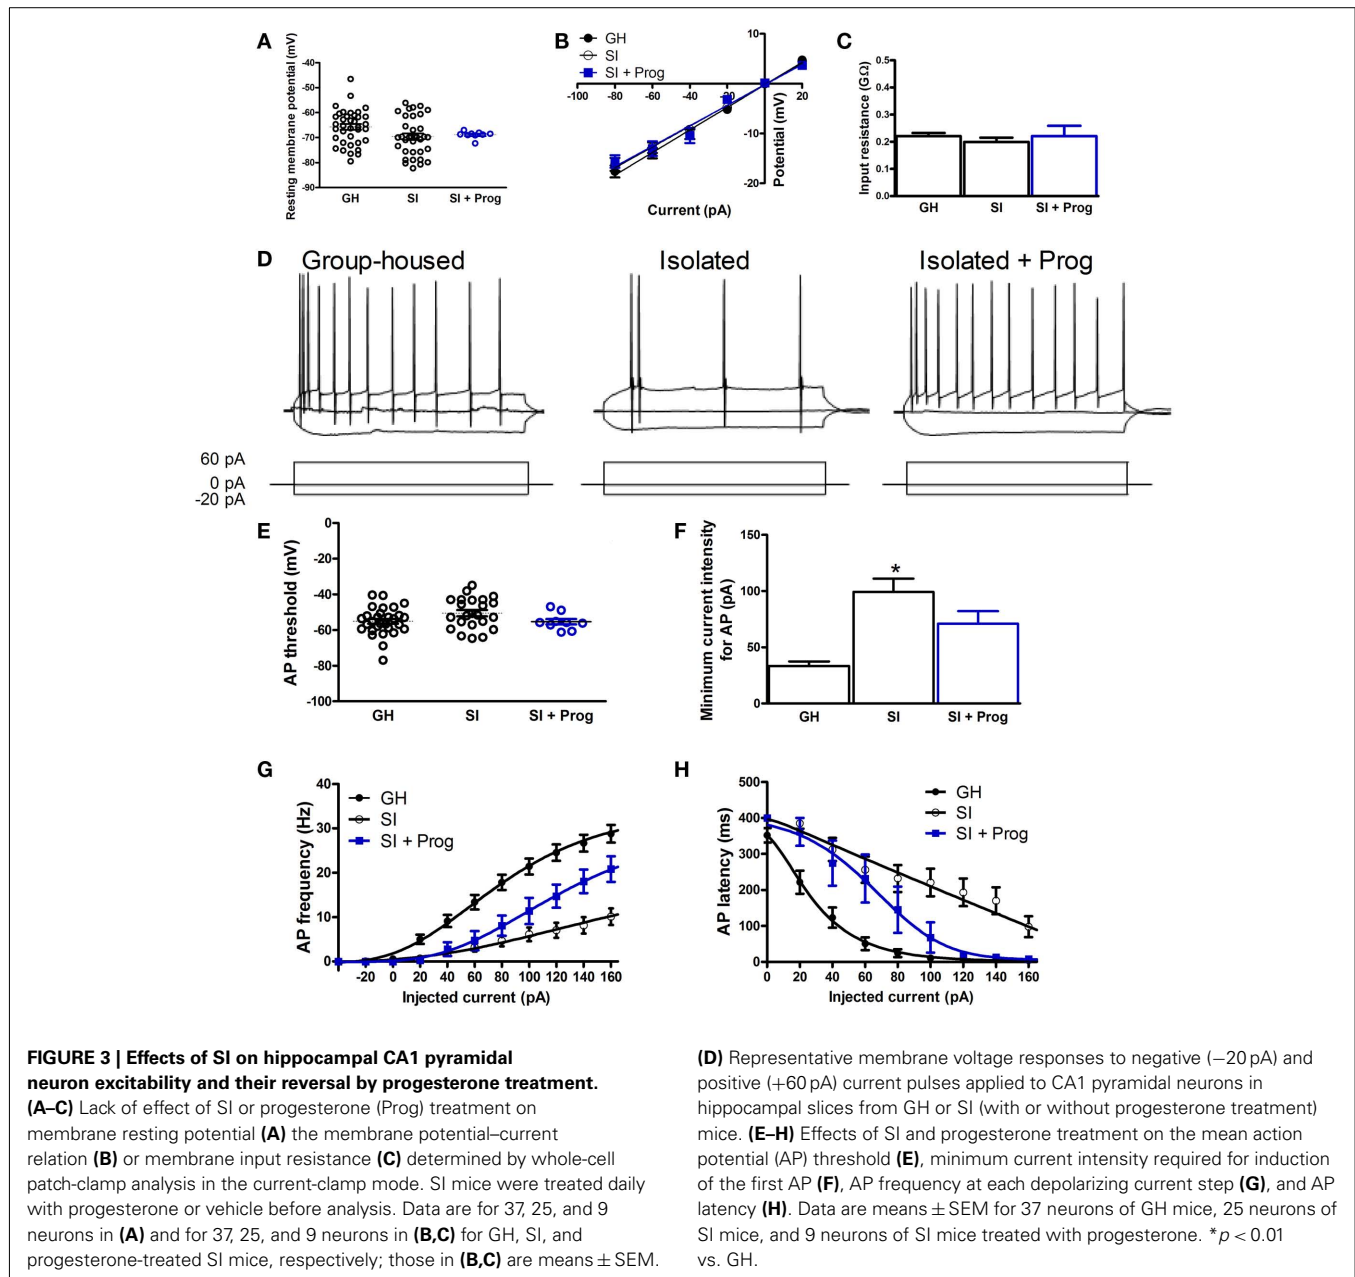 A
Resting membrane potential (mV)
-40
-50
-60
-70
-80
-90
GH
SI
SI + Prog
B
GH
SI
SI + Prog
10
-100
-80
-60
-40
-20
20
-10
-20
Potential (mV)
Current (pA)
C
Input resistance (GΩ)
0.5
0.4
0.3
0.2
0.1
0.0
GH
SI
SI + Prog
D
Group-housed
Isolated
Isolated + Prog
60 pA
0 pA
-20 pA
E
AP threshold (mV)
0
-20
-40
-60
-80
-100
GH
SI
SI + Prog
F
Minimum current intensity
for AP (pA)
150
100
50
0
*
GH
SI
SI + Prog
G
AP frequency (Hz)
40
30
20
10
0
GH
SI
SI + Prog
-20
0
20
40
60
80
100
120
140
160
Injected current (pA)
H
AP latency (ms)
500
400
300
200
100
0
GH
SI
SI + Prog
0
20
40
60
80
100
120
140
160
Injected current (pA)
FIGURE 3 | Effects of SI on hippocampal CA1 pyramidal
neuron excitability and their reversal by progesterone treatment.
(A–C) Lack of effect of SI or progesterone (Prog) treatment on
membrane resting potential (A) the membrane potential–current
relation (B) or membrane input resistance (C) determined by whole-cell
patch-clamp analysis in the current-clamp mode. SI mice were treated daily
with progesterone or vehicle before analysis. Data are for 37, 25, and 9
neurons in (A) and for 37, 25, and 9 neurons in (B,C) for GH, SI, and
progesterone-treated SI mice, respectively; those in (B,C) are means ± SEM.
(D) Representative membrane voltage responses to negative (−20 pA) and
positive (+60 pA) current pulses applied to CA1 pyramidal neurons in
hippocampal slices from GH or SI (with or without progesterone treatment)
mice. (E–H) Effects of SI and progesterone treatment on the mean action
potential (AP) threshold (E), minimum current intensity required for induction
of the first AP (F), AP frequency at each depolarizing current step (G), and AP
latency (H). Data are means ± SEM for 37 neurons of GH mice, 25 neurons of
SI mice, and 9 neurons of SI mice treated with progesterone. *p < 0.01
vs. GH.